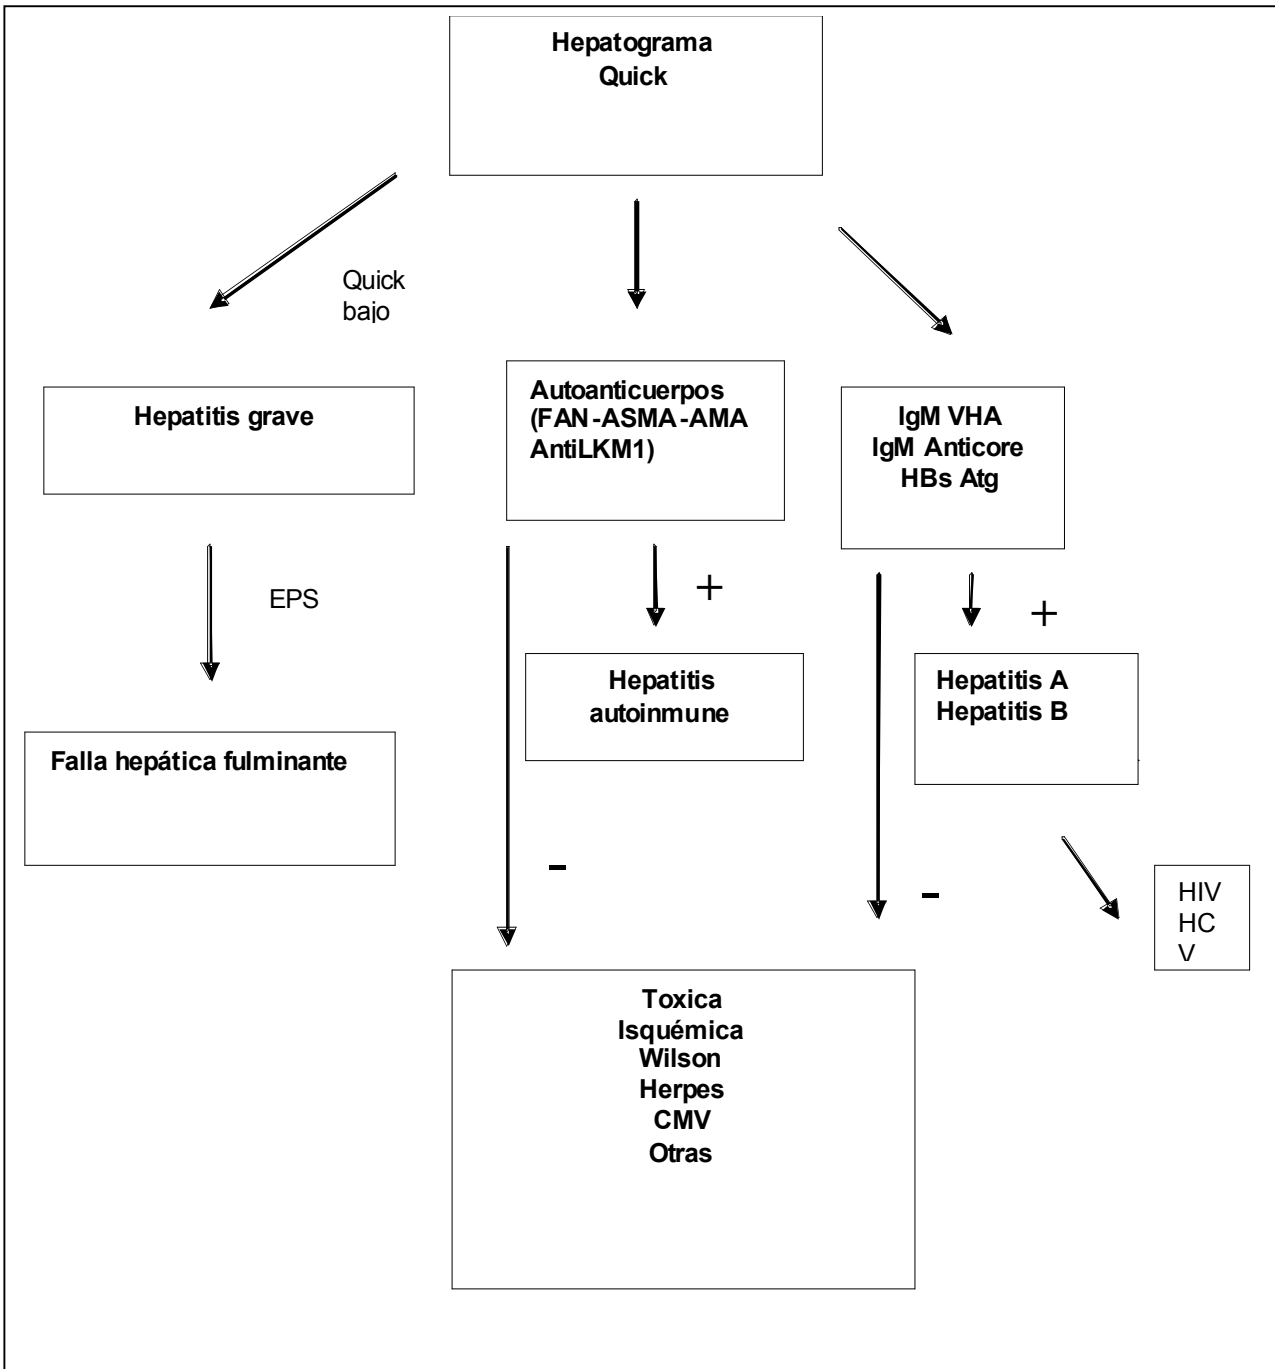 Hepatograma
Quick
Quick
bajo
Hepatitis grave
Autoanticuerpos
(FAN-ASMA-AMA
AntiLKM1)
IgM VHA
IgM Anticore
HBs Atg
EPS
+
+
Hepatitis
autoinmune
Hepatitis A
Hepatitis B
Falla hepática fulminante
-
-
HIV
HC
V
Toxica
Isquémica
Wilson
Herpes
CMV
Otras